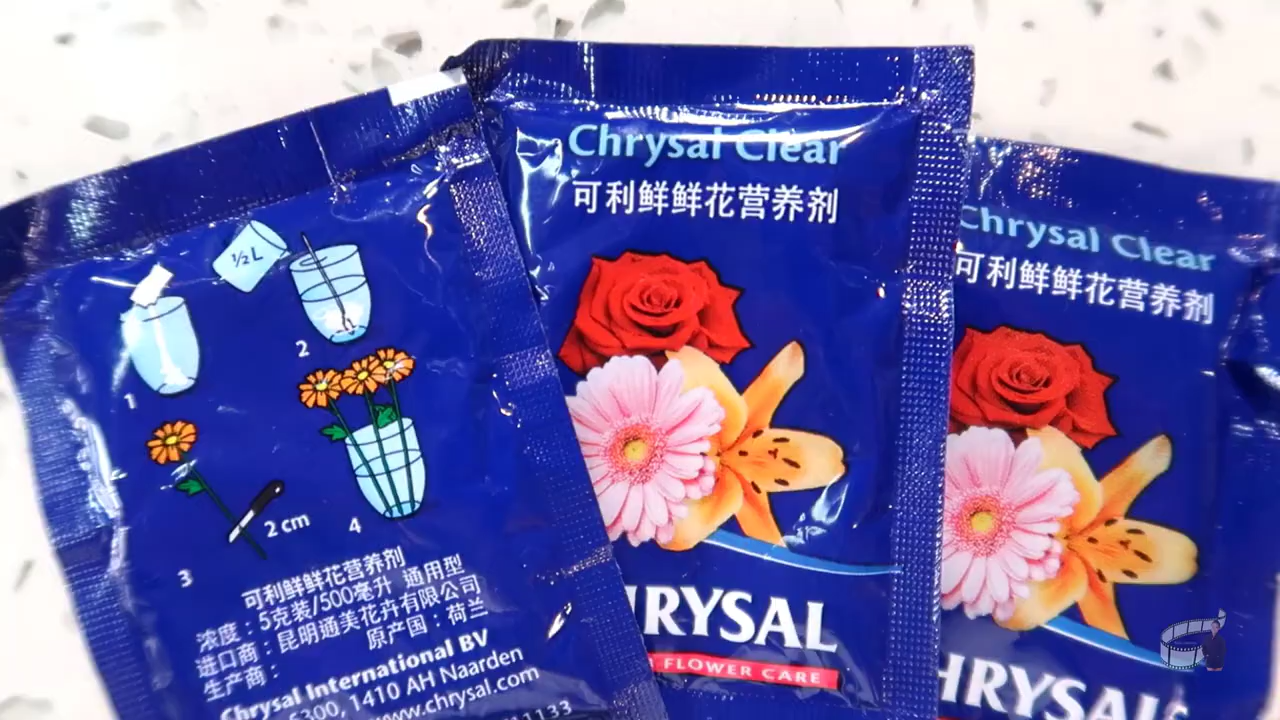 ½L
1
2
2 cm
3
4
可利鲜鲜花营养剂
浓度：5克装/500毫升 通用型
进口商：昆明通美花卉有限公司
生产商： 原产国：荷兰
Chrysal International BV
5300, 1410 AH Naarden
www.chrysal.com
Chrysal Clear
可利鲜鲜花营养剂
HRYSAL
FLOWER CARE
Chrysal Clear
可利鲜鲜花营养剂
HRYSAL